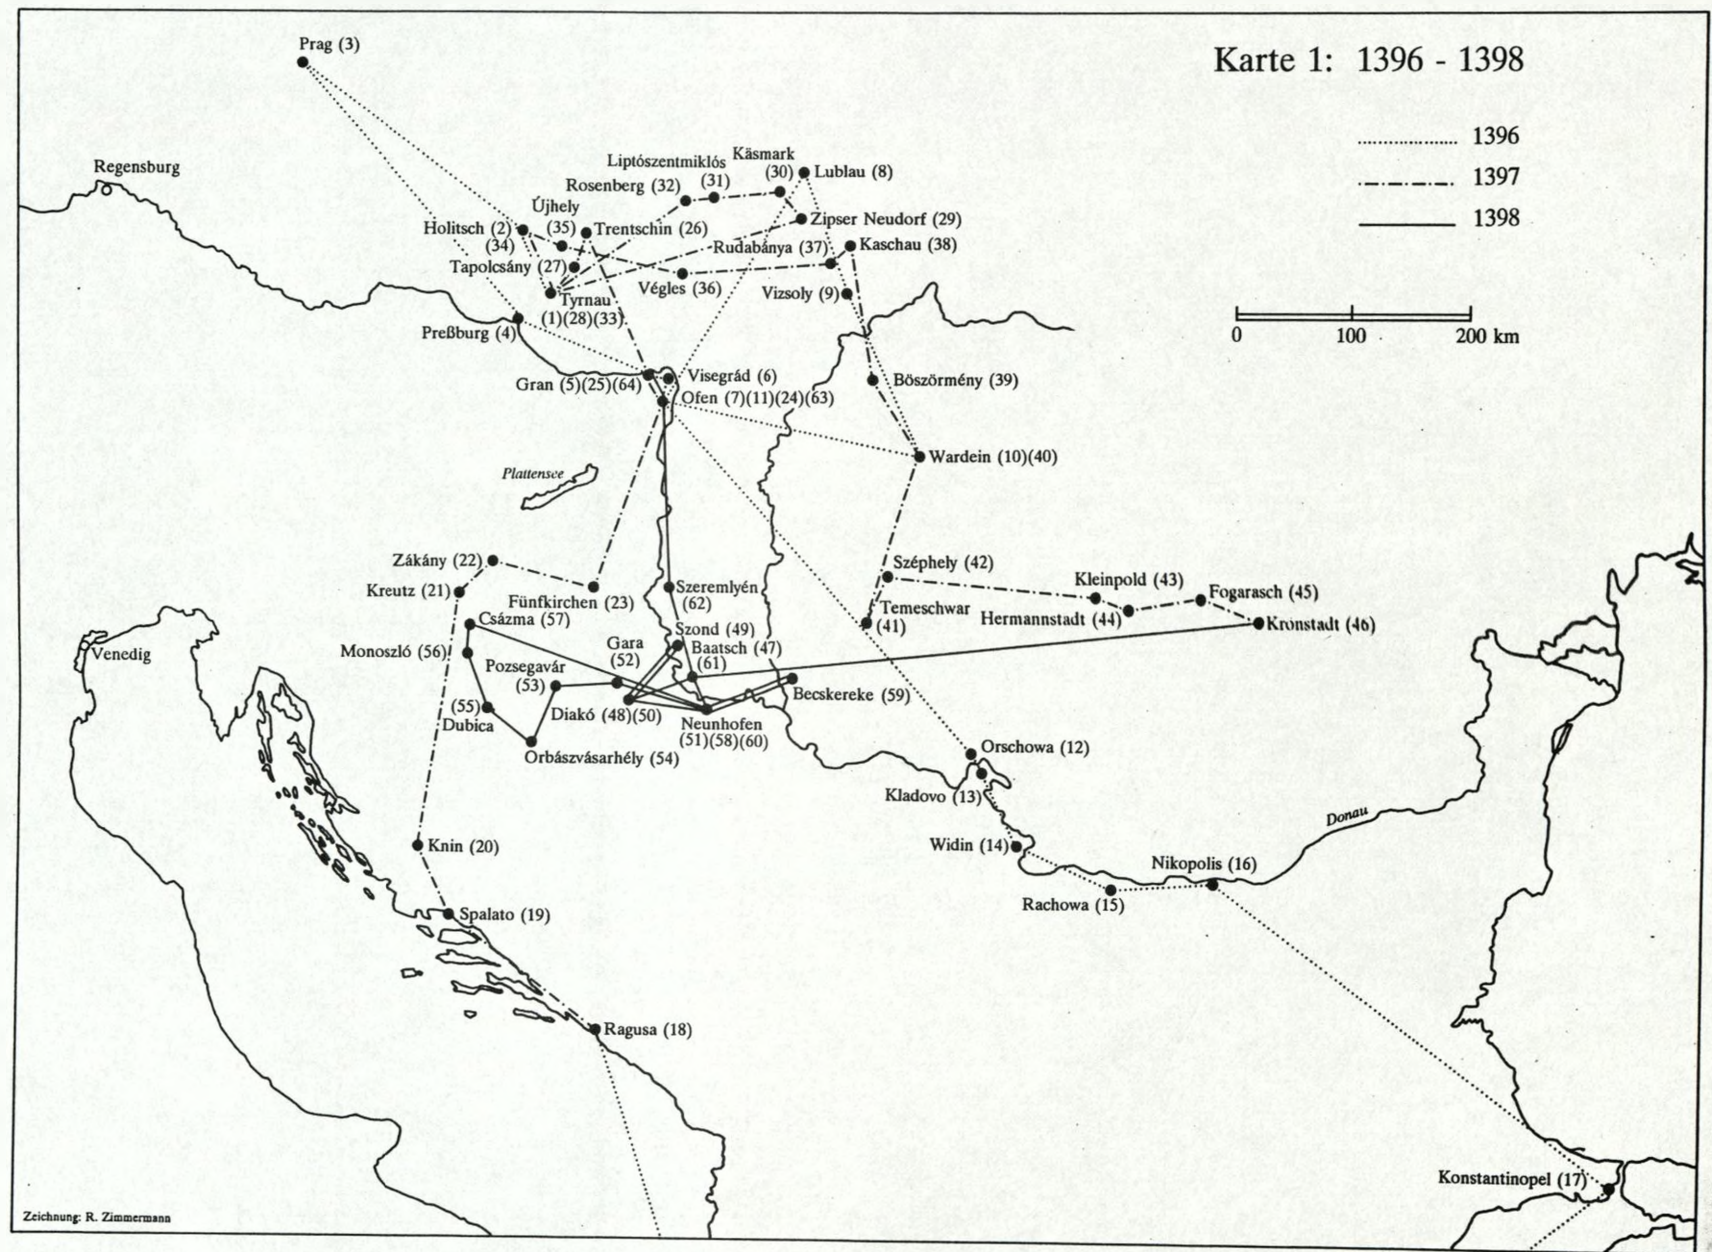 Karte 1: 1396 - 1398
1396
1397
1398
0 100 200 km
Prag (3)
Regensburg
Käsmark
(30)
Liptószentmiklós
(31)
Lublau (8)
Rosenberg (32)
Újhely
(35)
Holitsch (2)
(34)
Trentschin (26)
Zipser Neudorf (29)
Rudabánya (37)
Kaschau (38)
Tapolcsány (27)
Végles (36)
Vizsoly (9)
Tyrnau
(1)(28)(33)
Preßburg (4)
Gran (5)(25)(64)
Visegrád (6)
Ofen (7)(11)(24)(63)
Böszörmény (39)
Wardein (10)(40)
Plattensee
Zákány (22)
Kreutz (21)
Fünfkirchen (23)
Szeremlyén
(62)
Széphely (42)
Kleinpold (43)
Fogarasch (45)
Temeschwar
(41)
Hermannstadt (44)
Kronstadt (46)
Császma (57)
Szond (49)
Gara
(52)
Baatsch (47)
(61)
Monoszló (56)
Venedig
Pozsegavár
(53)
Becskereke (59)
(55)
Dubica
Diakó (48)(50)
Neunhofen
(51)(58)(60)
Orbászvásarhély (54)
Orschowa (12)
Kladovo (13)
Widin (14)
Donau
Nikopolis (16)
Rachowa (15)
Knin (20)
Spalato (19)
Ragusa (18)
Konstantinopel (17)
Zeichnung: R. Zimmermann